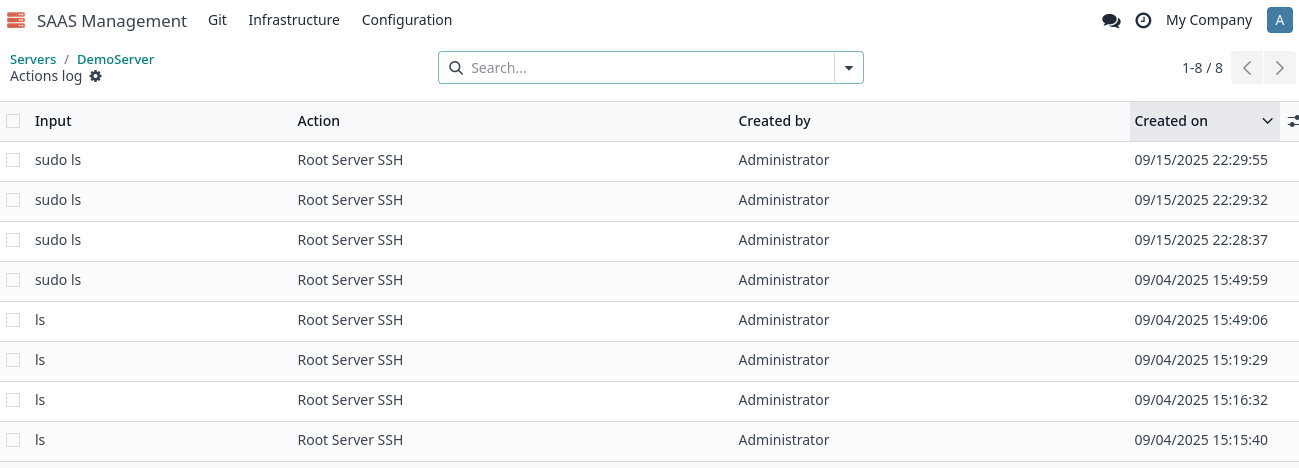 SAAS Management Git Infrastructure Configuration My Company A
Servers / DemoServer
Actions log
Search...
1-8 / 8
Input Action Created by Created on
sudo ls Root Server SSH Administrator 09/15/2025 22:29:55
sudo ls Root Server SSH Administrator 09/15/2025 22:29:32
sudo ls Root Server SSH Administrator 09/15/2025 22:28:37
sudo ls Root Server SSH Administrator 09/04/2025 15:49:59
ls Root Server SSH Administrator 09/04/2025 15:49:06
ls Root Server SSH Administrator 09/04/2025 15:19:29
ls Root Server SSH Administrator 09/04/2025 15:16:32
ls Root Server SSH Administrator 09/04/2025 15:15:40